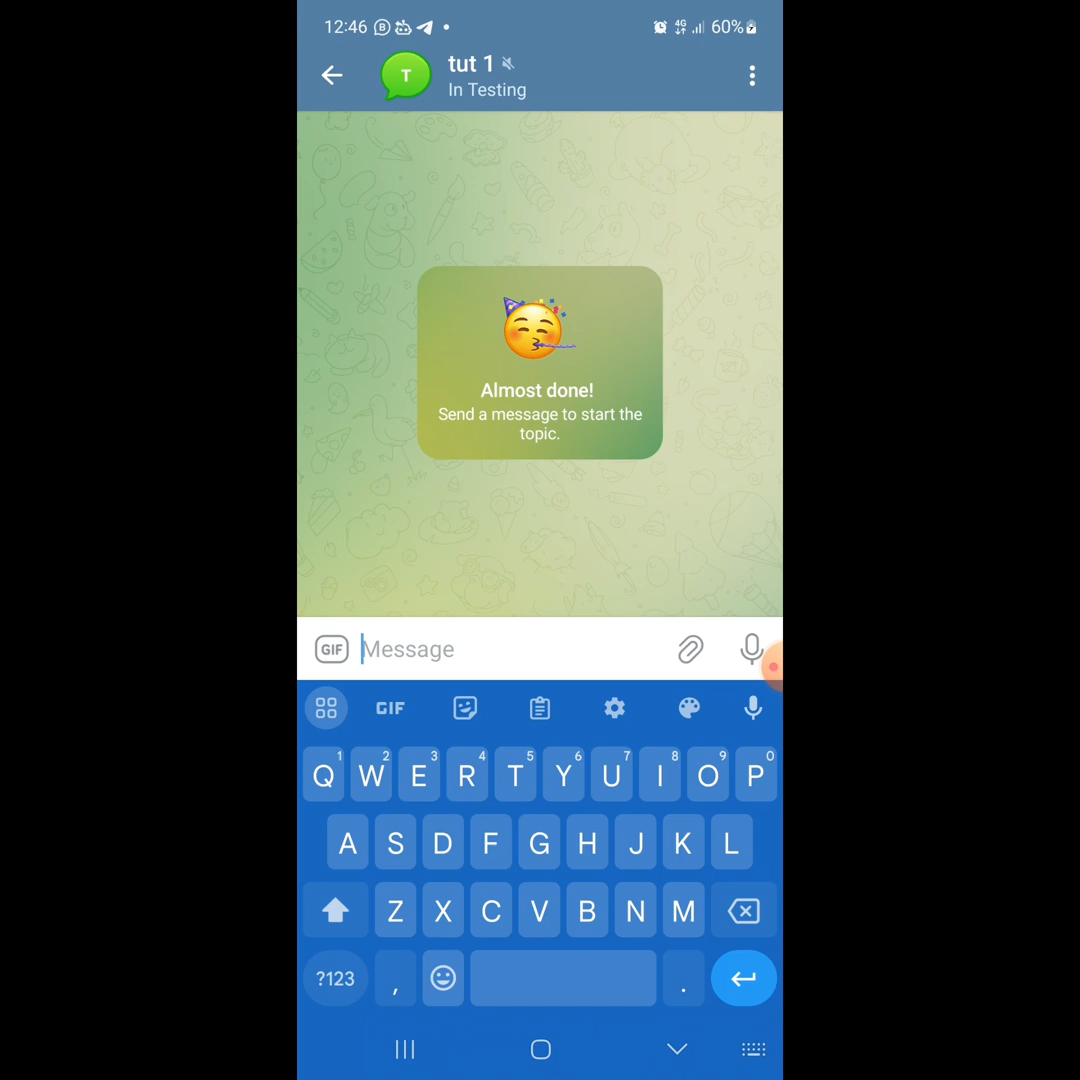 12:46 60%
4G
T
tut 1
In Testing
Almost done!
Send a message to start the
topic.
GIF Message
GIF
1 2 3 4 5 6 7 8 9 0
Q W E R T Y U I O P
A S D F G H J K L
Z X C V B N M
?123 , .